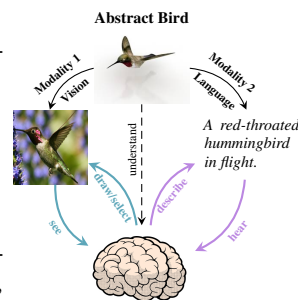 Abstract Bird
Modality 1
Vision
Modality 2
Language
understand
A red-throated
hummingbird
in flight.
see
draw/select
describe
hear